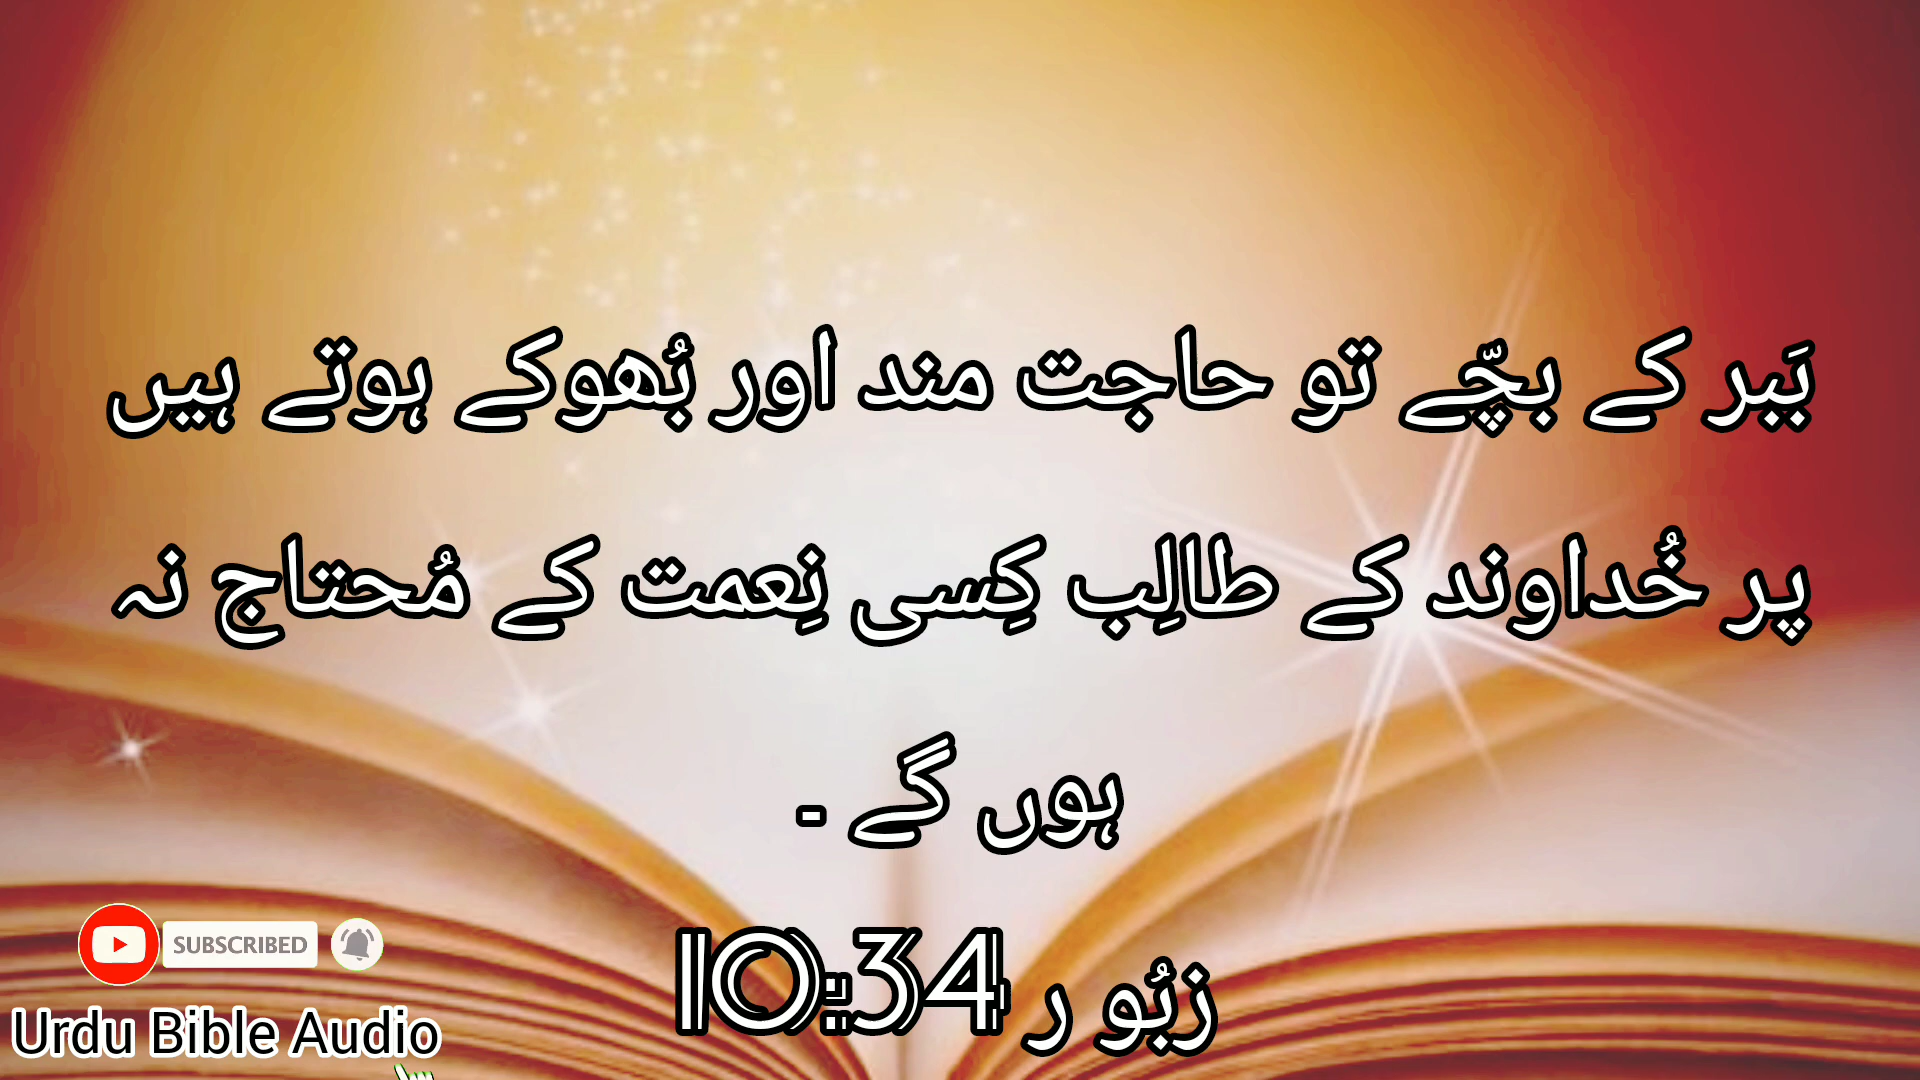 بَبر کے بچّے تو حاجت مند اور بُھوکے ہوتے ہیں
پر خُداوند کے طالِب کِسی نِعمت کے مُحتاج نہ
ہوں گے ۔
زبُو ر 10:34
SUBSCRIBED
Urdu Bible Audio